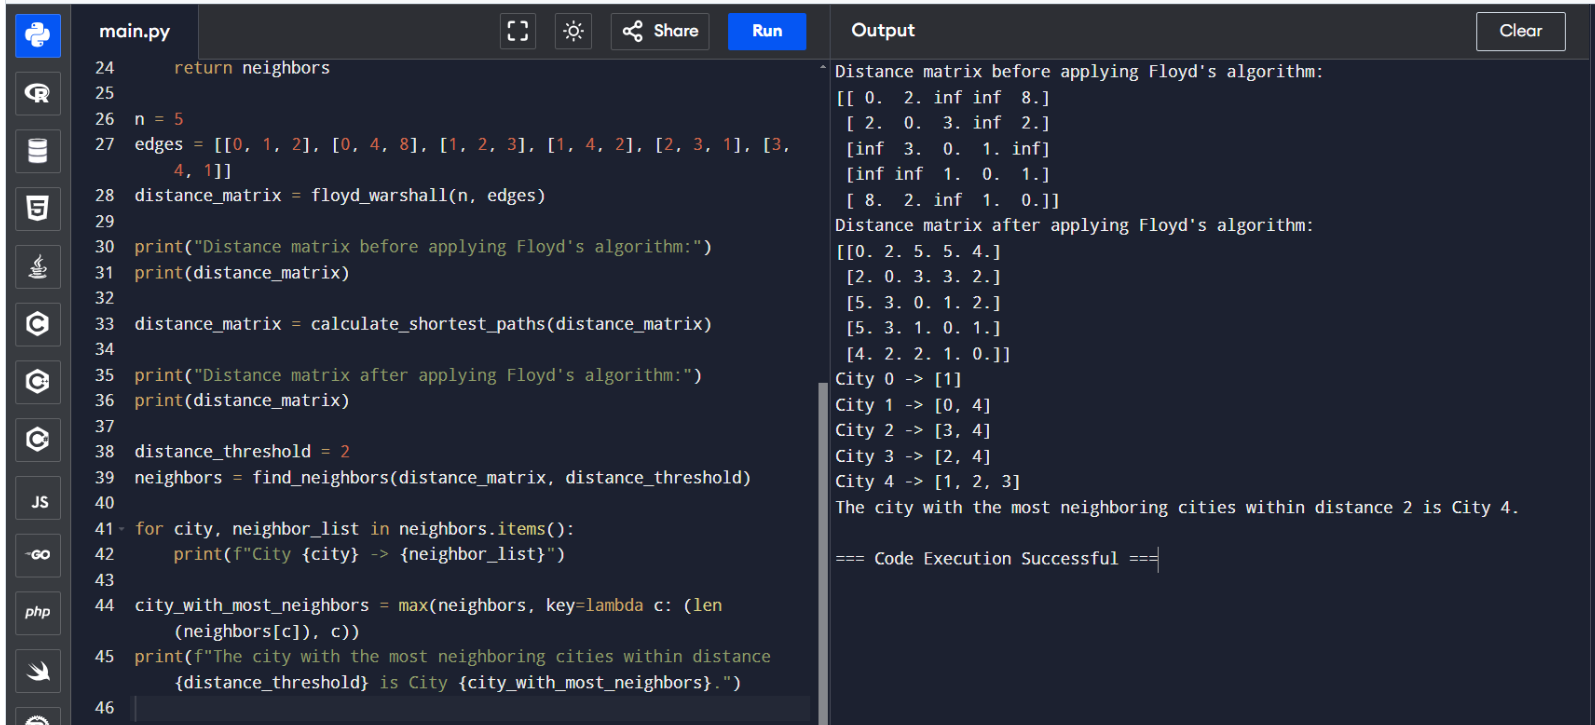 main.py
Share
Run
Output
Clear
24 return neighbors
25
26 n = 5
27 edges = [[0, 1, 2], [0, 4, 8], [1, 2, 3], [1, 4, 2], [2, 3, 1], [3,
4, 1]]
28 distance_matrix = floyd_warshall(n, edges)
29
30 print("Distance matrix before applying Floyd's algorithm:")
31 print(distance_matrix)
32
33 distance_matrix = calculate_shortest_paths(distance_matrix)
34
35 print("Distance matrix after applying Floyd's algorithm:")
36 print(distance_matrix)
37
38 distance_threshold = 2
39 neighbors = find_neighbors(distance_matrix, distance_threshold)
40
41 for city, neighbor_list in neighbors.items():
42 print(f"City {city} -> {neighbor_list}")
43
44 city_with_most_neighbors = max(neighbors, key=lambda c: (len
(neighbors[c]), c))
45 print(f"The city with the most neighboring cities within distance
{distance_threshold} is City {city_with_most_neighbors}.")
46
Distance matrix before applying Floyd's algorithm:
[[ 0. 2. inf inf 8.]
[ 2. 0. 3. inf 2.]
[inf 3. 0. 1. inf]
[inf inf 1. 0. 1.]
[ 8. 2. inf 1. 0.]]
Distance matrix after applying Floyd's algorithm:
[[0. 2. 5. 5. 4.]
[2. 0. 3. 3. 2.]
[5. 3. 0. 1. 2.]
[5. 3. 1. 0. 1.]
[4. 2. 2. 1. 0.]]
City 0 -> [1]
City 1 -> [0, 4]
City 2 -> [3, 4]
City 3 -> [2, 4]
City 4 -> [1, 2, 3]
The city with the most neighboring cities within distance 2 is City 4.
=== Code Execution Successful ===
R
5
C
C+
C#
JS
GO
php